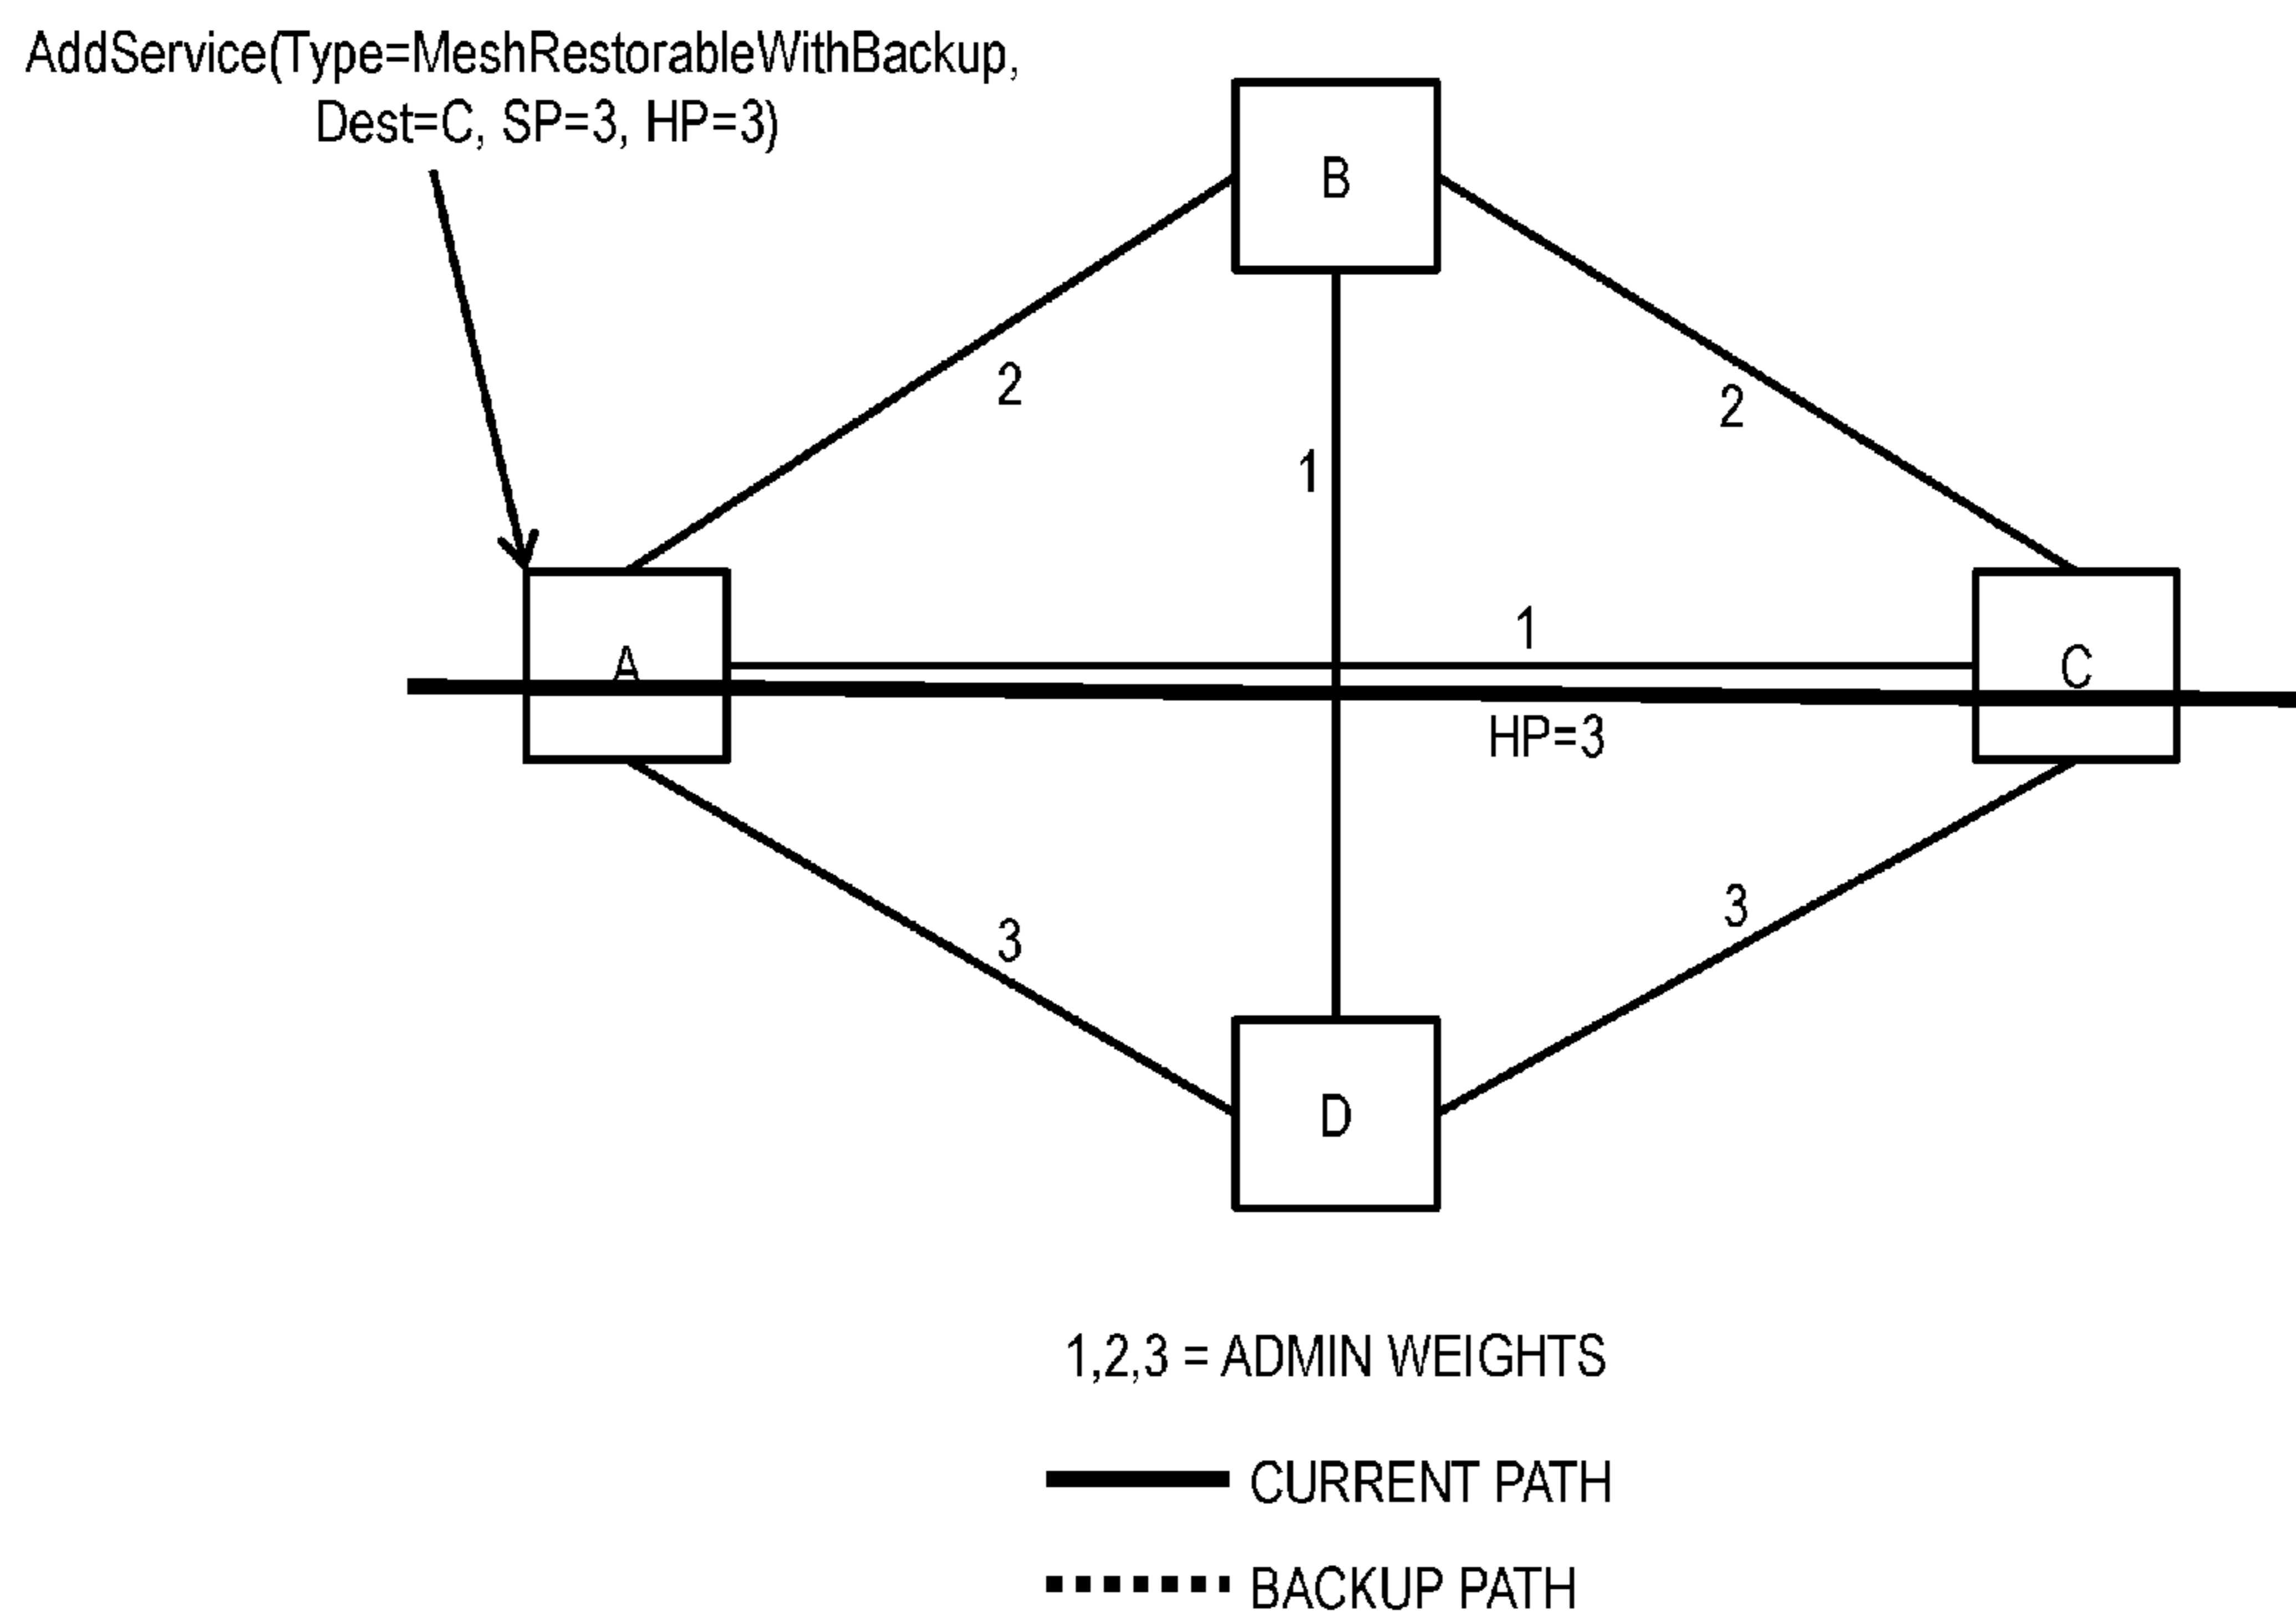 AddService(Type=MeshRestorableWithBackup,
Dest=C, SP=3, HP=3)
B
2
2
1
1
A
C
HP=3
3
3
D
1,2,3 = ADMIN WEIGHTS
CURRENT PATH
BACKUP PATH